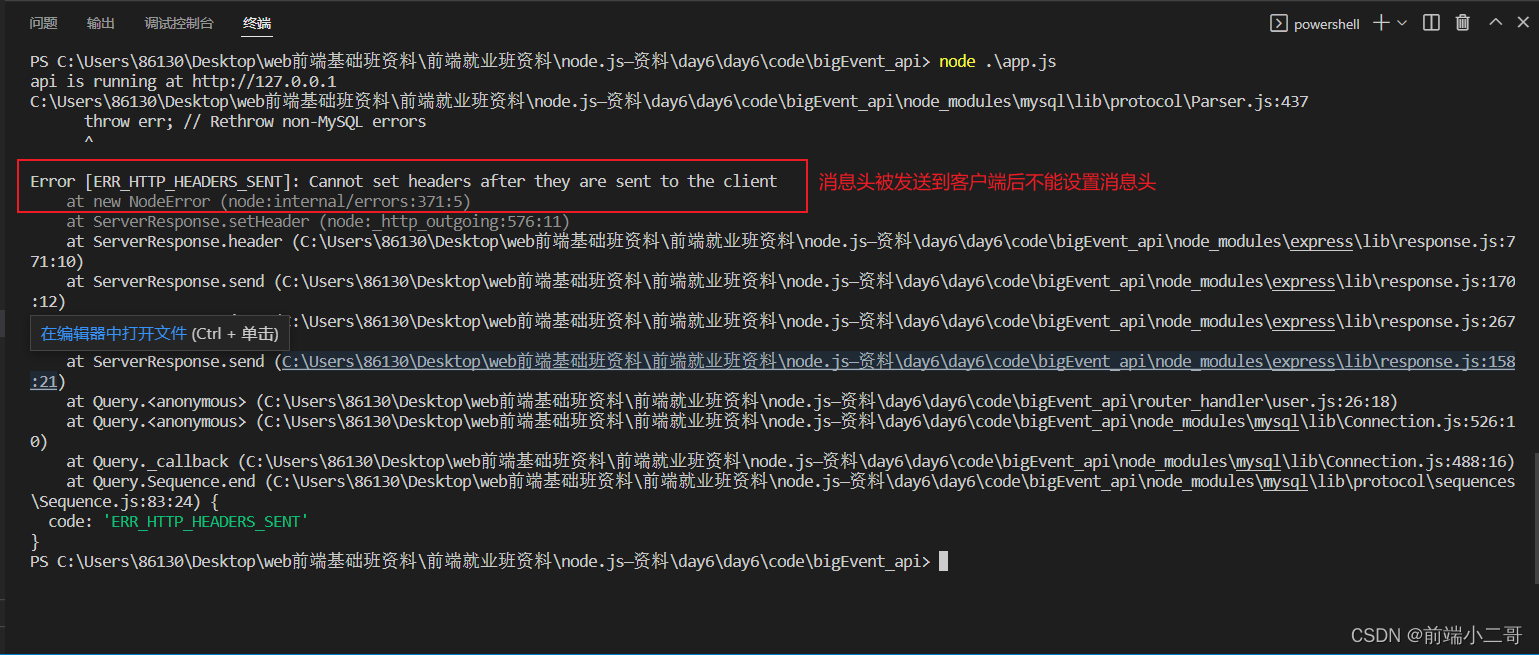 问题 输出 调试控制台 终端 powershell
PS C:\Users\86130\Desktop\web前端基础班资料\前端就业班资料\node.js—资料\day6\day6\code\bigEvent_api> node .\app.js
api is running at http://127.0.0.1
C:\Users\86130\Desktop\web前端基础班资料\前端就业班资料\node.js—资料\day6\day6\code\bigEvent_api\node_modules\mysql\lib\protocol\Parser.js:437
throw err; // Rethrow non-MySQL errors
^
Error [ERR_HTTP_HEADERS_SENT]: Cannot set headers after they are sent to the client 消息头被发送到客户端后不能设置消息头
at new NodeError (node:internal/errors:371:5)
at ServerResponse.setHeader (node:_http_outgoing:576:11)
at ServerResponse.header (C:\Users\86130\Desktop\web前端基础班资料\前端就业班资料\node.js—资料\day6\day6\code\bigEvent_api\node_modules\express\lib\response.js:7
71:10)
at ServerResponse.send (C:\Users\86130\Desktop\web前端基础班资料\前端就业班资料\node.js—资料\day6\day6\code\bigEvent_api\node_modules\express\lib\response.js:170
:12)
:\Users\86130\Desktop\web前端基础班资料\前端就业班资料\node.js—资料\day6\day6\code\bigEvent_api\node_modules\express\lib\response.js:267
在编辑器中打开文件 (Ctrl + 单击)
at ServerResponse.send (C:\Users\86130\Desktop\web前端基础班资料\前端就业班资料\node.js—资料\day6\day6\code\bigEvent_api\node_modules\express\lib\response.js:158
:21)
at Query.<anonymous> (C:\Users\86130\Desktop\web前端基础班资料\前端就业班资料\node.js—资料\day6\day6\code\bigEvent_api\router_handler\user.js:26:18)
at Query.<anonymous> (C:\Users\86130\Desktop\web前端基础班资料\前端就业班资料\node.js—资料\day6\day6\code\bigEvent_api\node_modules\mysql\lib\Connection.js:526:1
0)
at Query._callback (C:\Users\86130\Desktop\web前端基础班资料\前端就业班资料\node.js—资料\day6\day6\code\bigEvent_api\node_modules\mysql\lib\Connection.js:488:16)
at Query.Sequence.end (C:\Users\86130\Desktop\web前端基础班资料\前端就业班资料\node.js—资料\day6\day6\code\bigEvent_api\node_modules\mysql\lib\protocol\sequences
\Sequence.js:83:24) {
code: 'ERR_HTTP_HEADERS_SENT'
}
PS C:\Users\86130\Desktop\web前端基础班资料\前端就业班资料\node.js—资料\day6\day6\code\bigEvent_api>
CSDN @前端小二哥